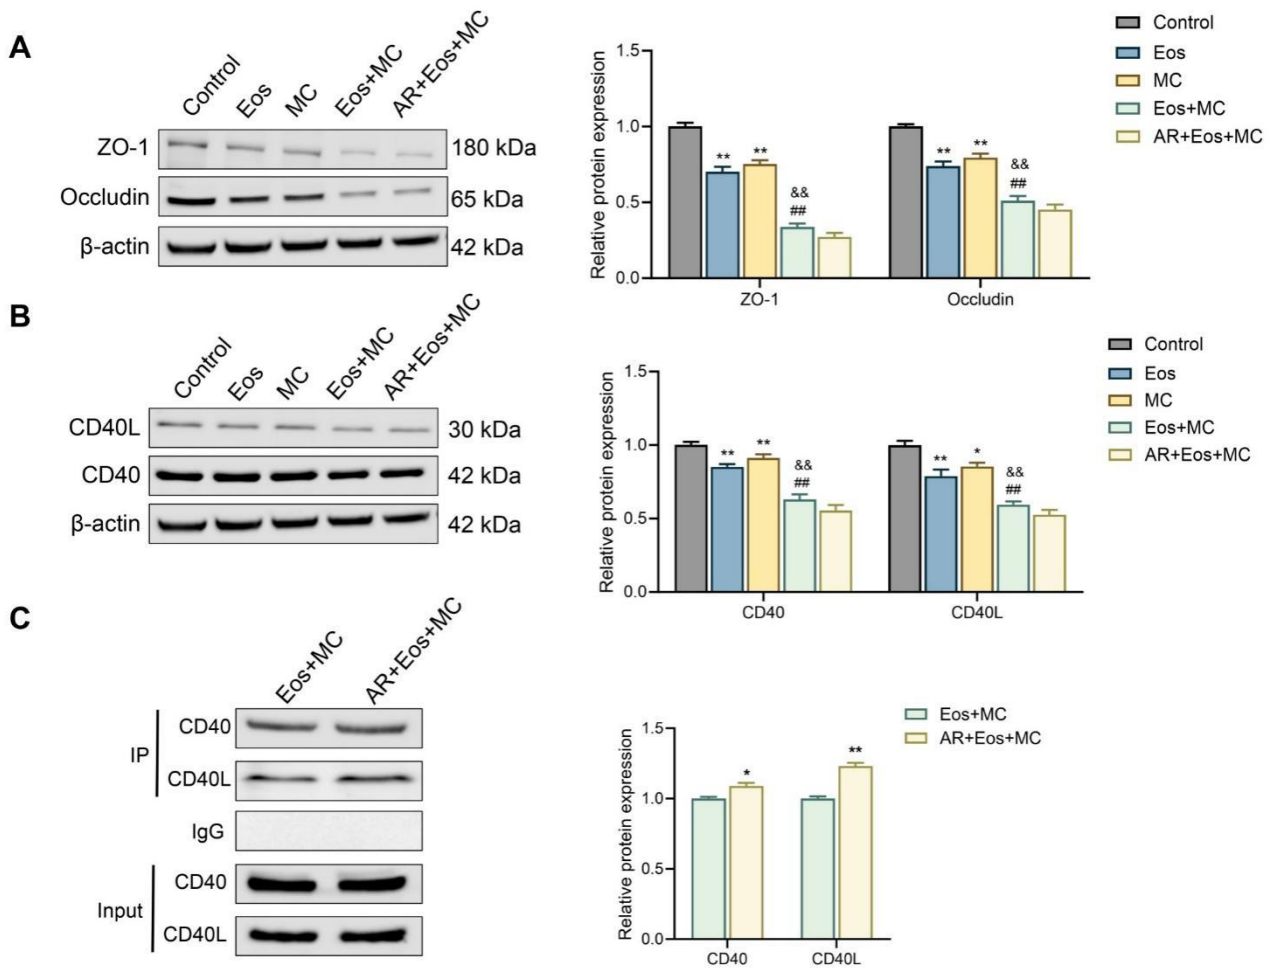 A
Control
Eos
MC
Eos+MC
AR+Eos+MC
ZO-1
180 kDa
Occludin
65 kDa
β-actin
42 kDa
Relative protein expression
1.5
1.0
0.5
0.0
** **
&&
##
** **
&&
##
ZO-1
Occludin
Control
Eos
MC
Eos+MC
AR+Eos+MC
B
Control
Eos
MC
Eos+MC
AR+Eos+MC
CD40L
30 kDa
CD40
42 kDa
β-actin
42 kDa
Relative protein expression
1.5
1.0
0.5
0.0
** **
&&
##
** *
&&
##
CD40
CD40L
Control
Eos
MC
Eos+MC
AR+Eos+MC
C
Eos+MC
AR+Eos+MC
IP
CD40
CD40L
IgG
Input
CD40
CD40L
Relative protein expression
1.5
1.0
0.5
0.0
*
**
CD40
CD40L
Eos+MC
AR+Eos+MC